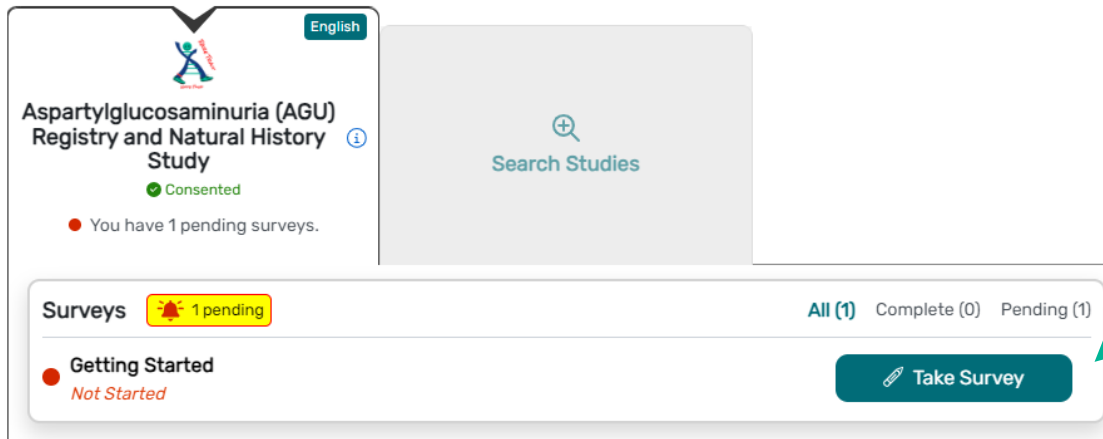 English
Aspartylglucosaminuria (AGU)
Registry and Natural History
Study
Consented
You have 1 pending surveys.
Search Studies
Surveys
1 pending
All (1) Complete (0) Pending (1)
Getting Started
Not Started
Take Survey